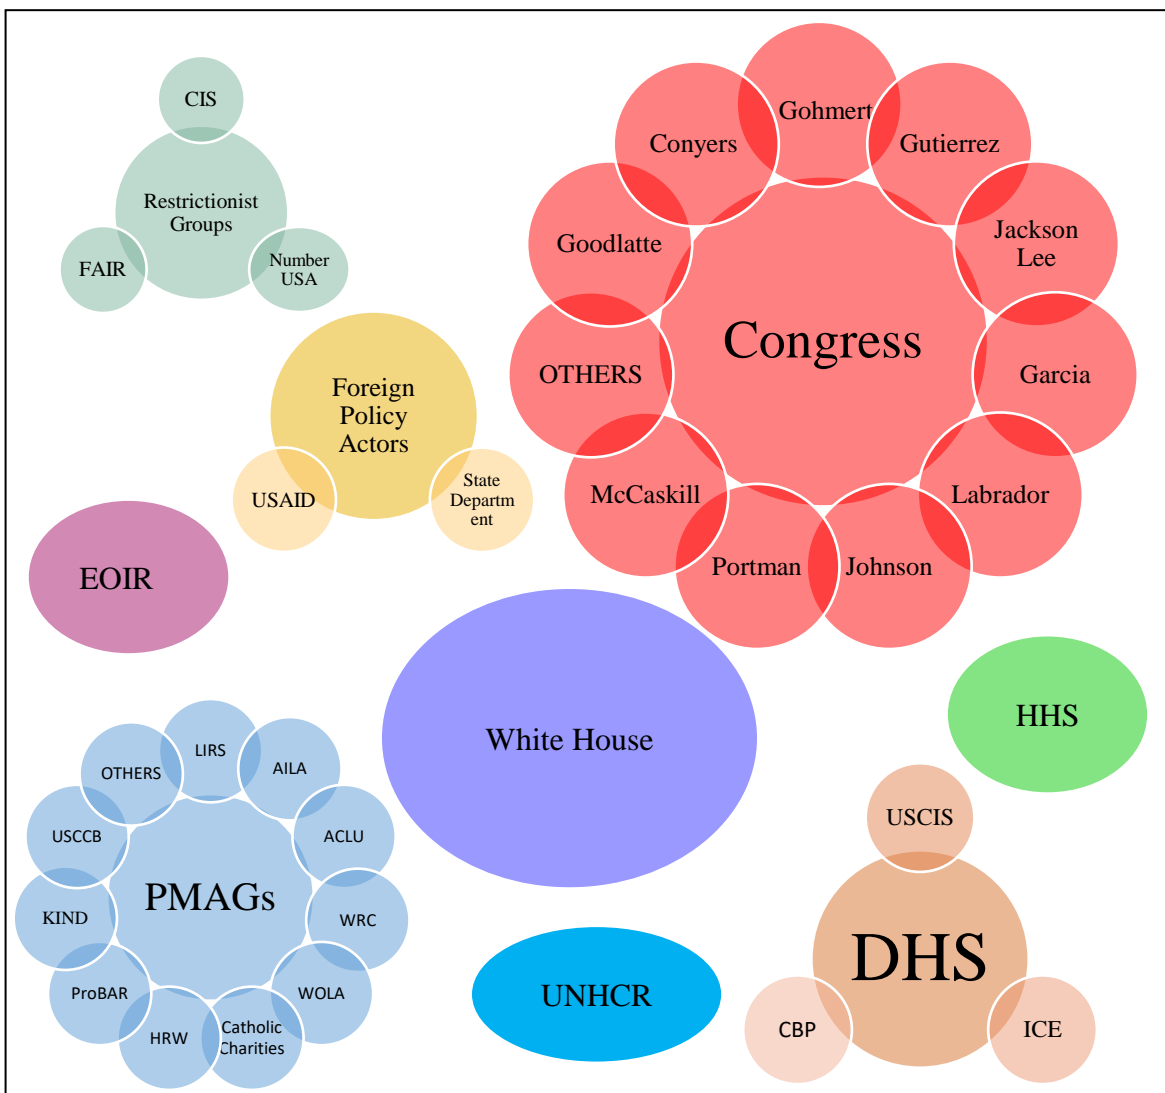 CIS
Restrictionist
Groups
FAIR
Number
USA
Foreign
Policy
Actors
USAID
State
Departm
ent
EOIR
Congress
Gohmert
Gutierrez
Jackson
Lee
Garcia
Labrador
Johnson
Portman
McCaskill
OTHERS
Goodlatte
Conyers
White House
HHS
PMAGs
LIRS
AILA
ACLU
WRC
WOLA
Catholic
Charities
HRW
ProBAR
KIND
USCCB
OTHERS
UNHCR
USCIS
DHS
CBP
ICE